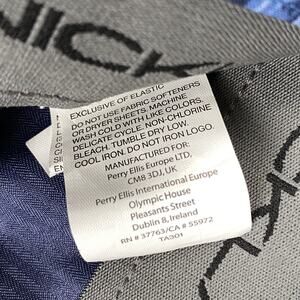 NICK
EXCLUSIVE OF ELASTIC
DO NOT USE FABRIC SOFTENERS
OR DRYER SHEETS. MACHINE
WASH COLD WITH LIKE COLORS.
DELICATE CYCLE. NON-CHLORINE
BLEACH. TUMBLE DRY LOW.
COOL IRON. DO NOT IRON LOGO.
MANUFACTURED FOR:
Perry Ellis Europe LTD,
CM8 3DJ, UK
Perry Ellis International Europe
Olympic House
Pleasants Street
Dublin 8, Ireland
RN # 37763/CA # 55972
TA301